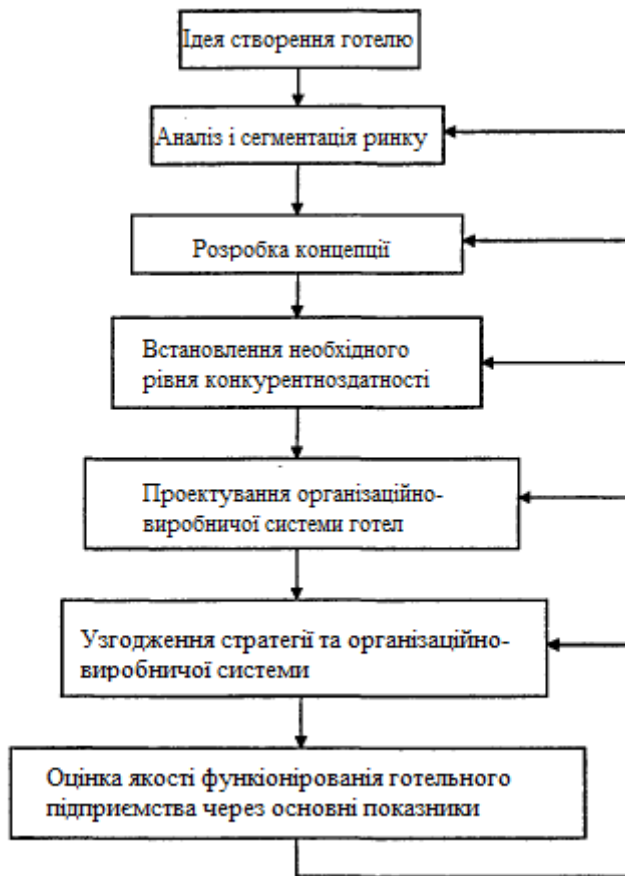 Ідея створення готелю
Аналіз і сегментація ринку
Розробка концепції
Встановлення необхідного
рівня конкурентноздатності
Проектування організаційно-
виробничої системи готел
Узгодження стратегії та організаційно-
виробничої системи
Оцінка якості функіонірованія готельного
підприємства через основні показники